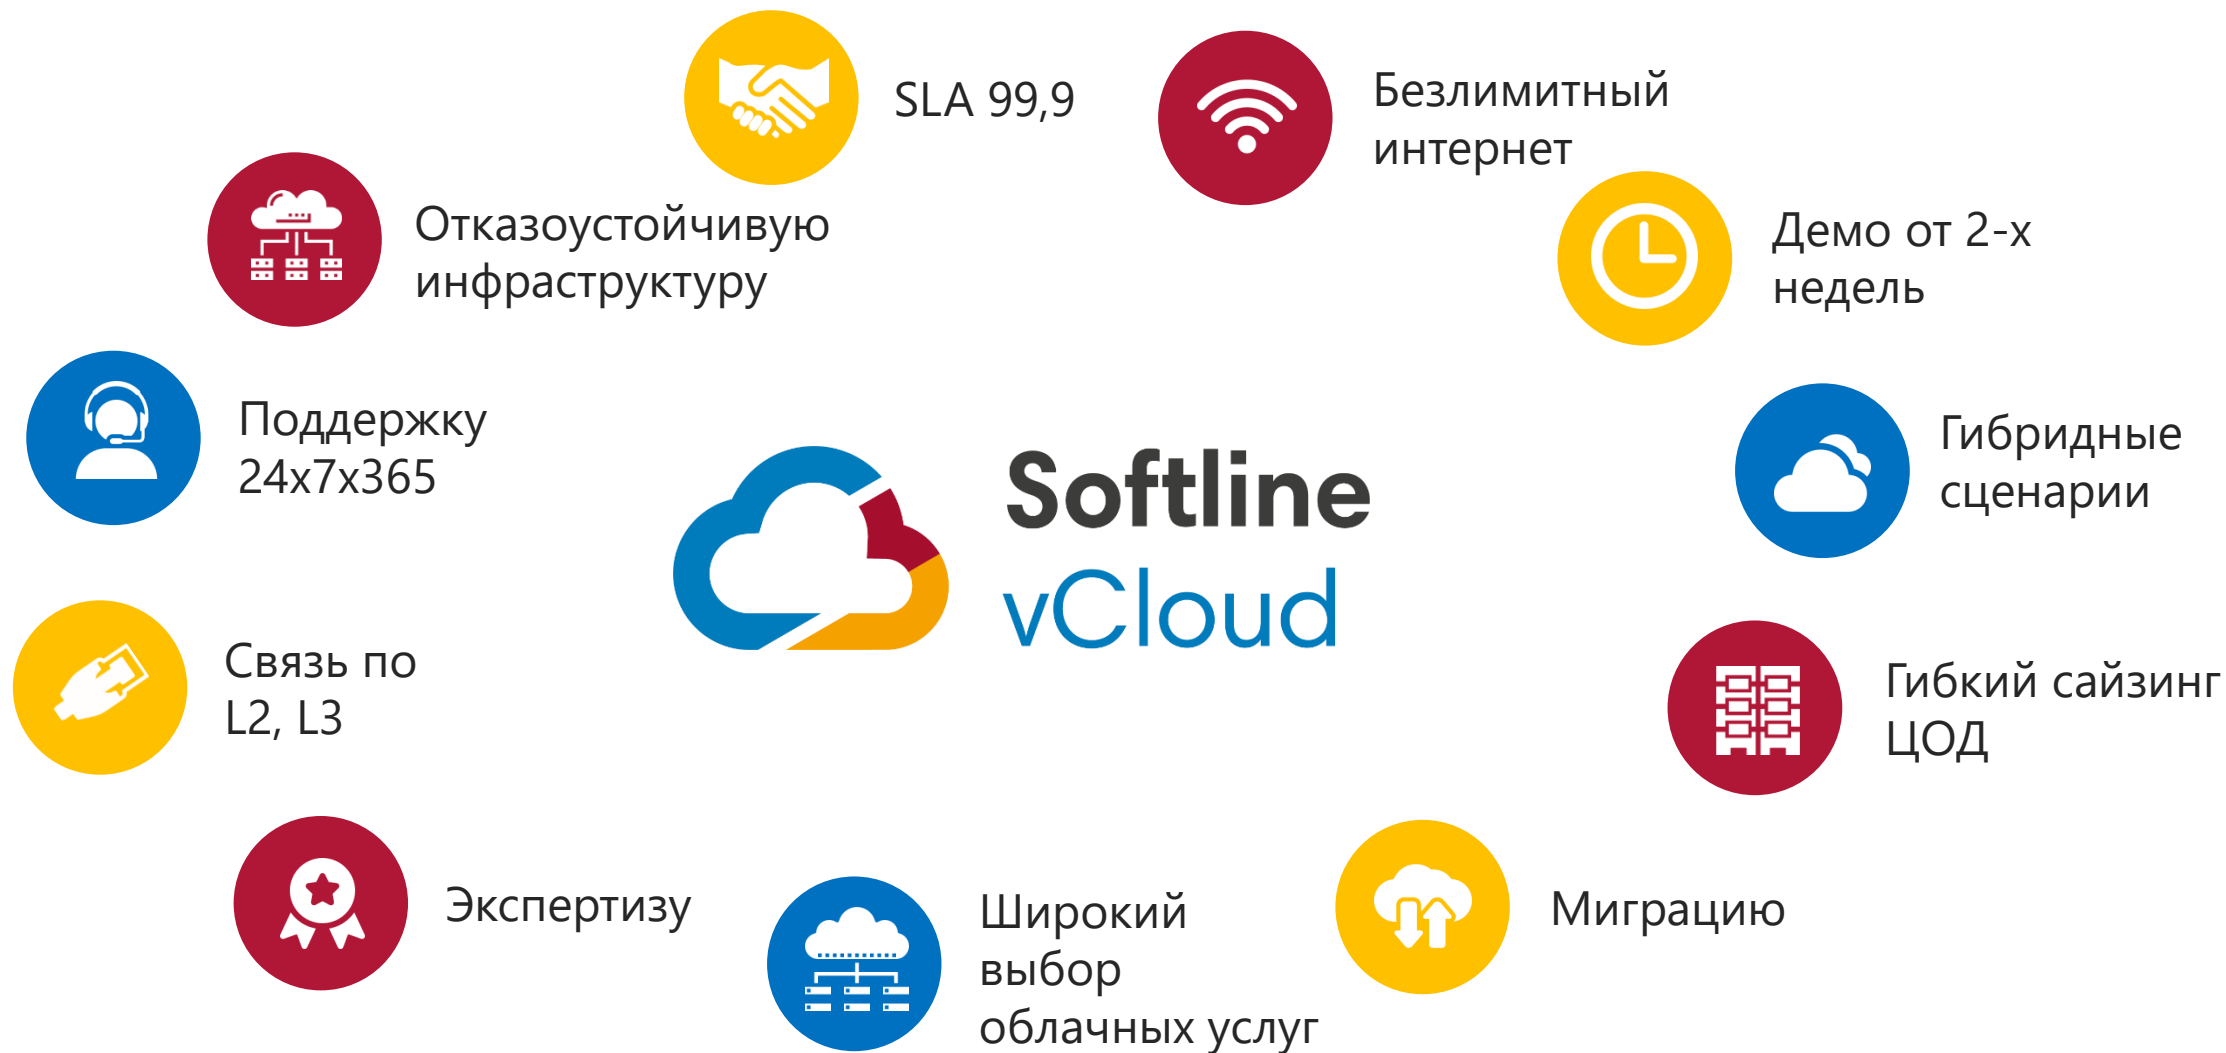 SLA 99,9
Безлимитный
интернет
Отказоустойчивую
инфраструктуру
Демо от 2-х
недель
Поддержку
24x7x365
Гибридные
сценарии
Softline
vCloud
Связь по
L2, L3
Гибкий сайзинг
ЦОД
Экспертизу
Широкий
выбор
облачных услуг
Миграцию